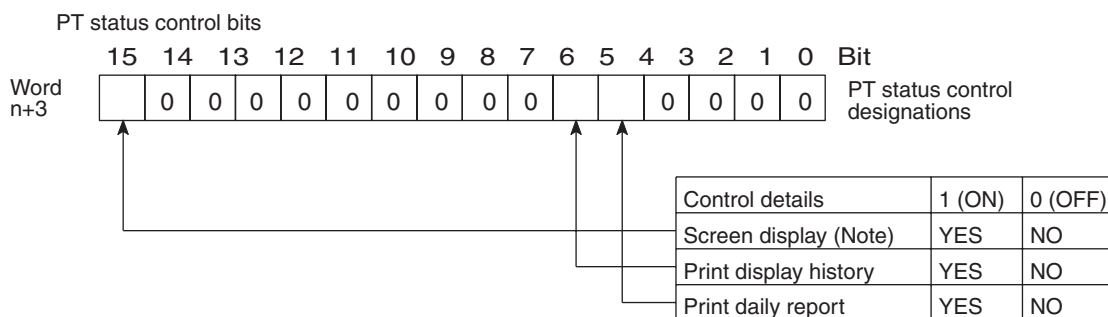 PT status control bits
15 14 13 12 11 10 9 8 7 6 5 4 3 2 1 0 Bit
Word
n+3
0 0 0 0 0 0 0 0 0 0 0 0
PT status control
designations
Control details 1 (ON) 0 (OFF)
Screen display (Note) YES NO
Print display history YES NO
Print daily report YES NO